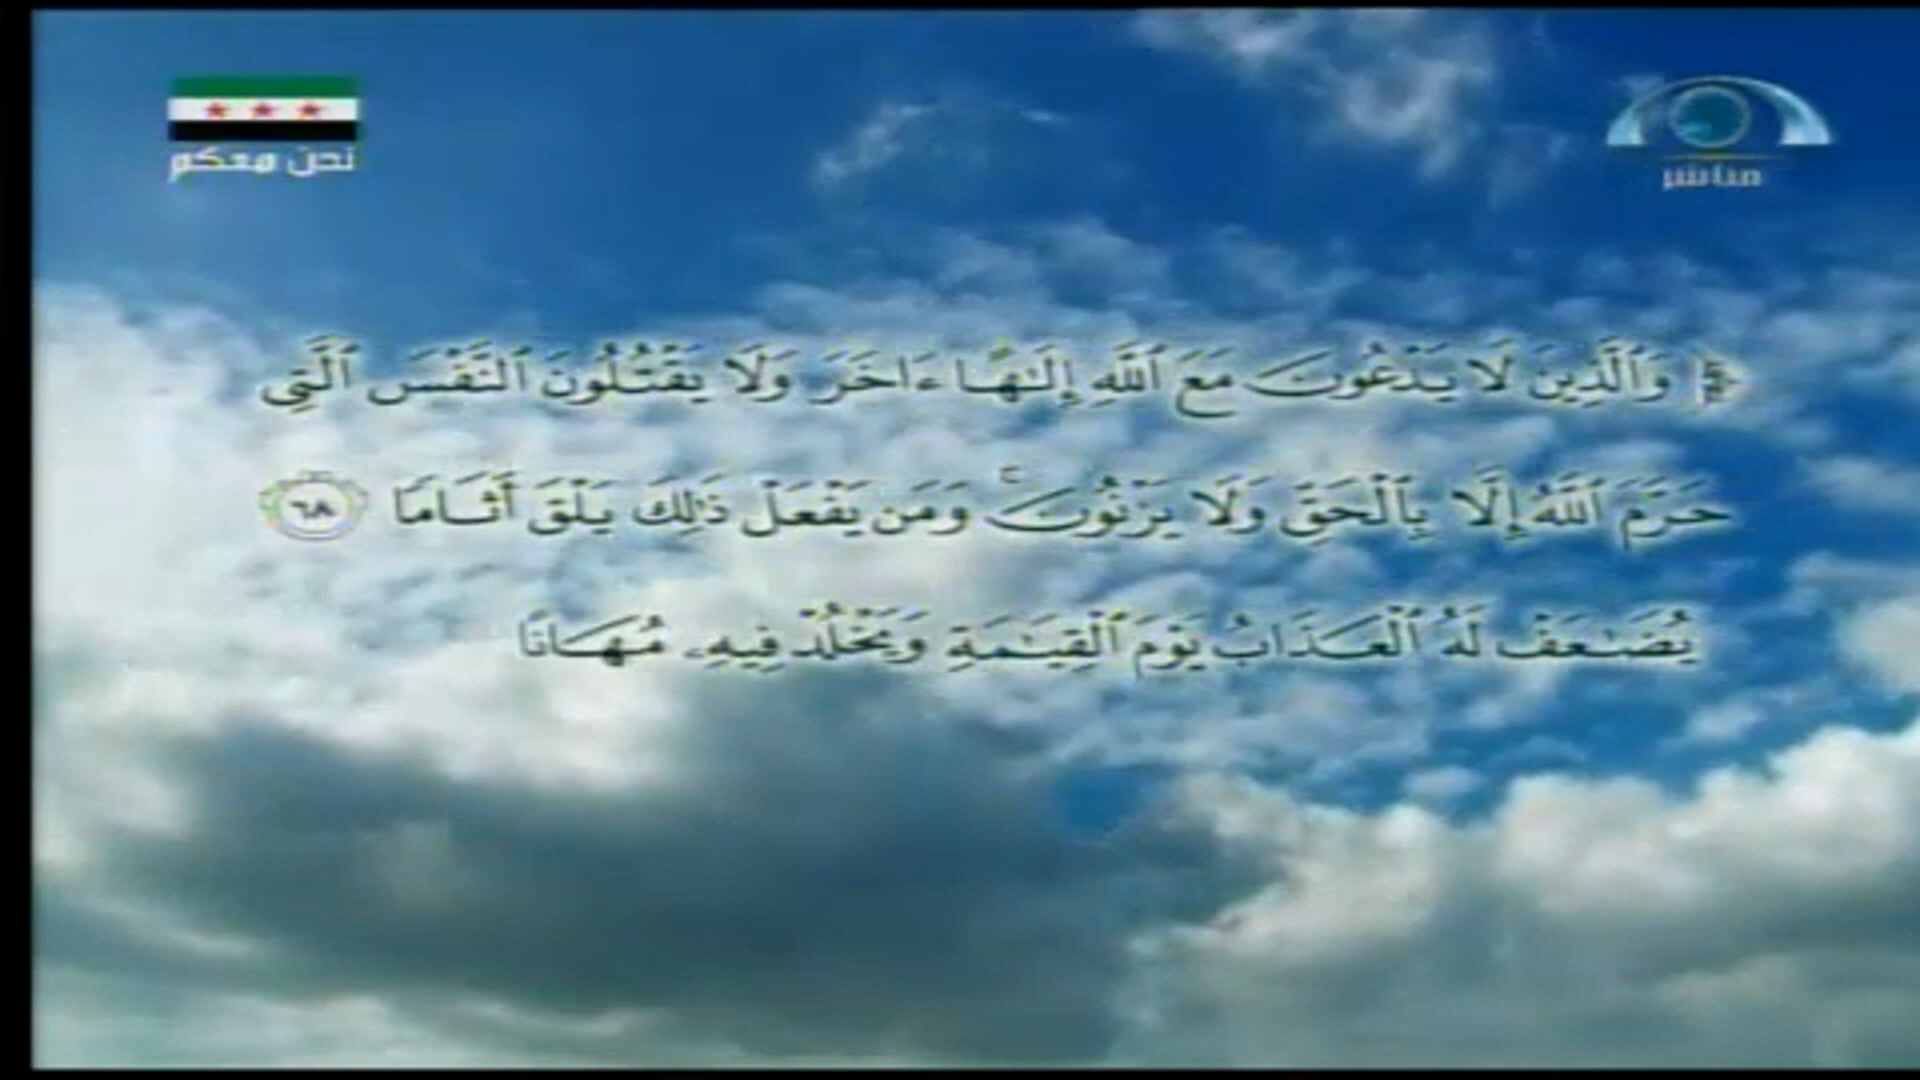 نحن معكم
مباشر
۞ وَٱلَّذِينَ لَا يَدْعُونَ مَعَ ٱللَّهِ إِلَـٰهًا ءَاخَرَ وَلَا يَقْتُلُونَ ٱلنَّفْسَ ٱلَّتِي
حَرَّمَ ٱللَّهُ إِلَّا بِٱلْحَقِّ وَلَا يَزْنُونَ ۚ وَمَن يَفْعَلْ ذَٰلِكَ يَلْقَ أَثَامًا ٦٨
يُضَـٰعَفْ لَهُ ٱلْعَذَابُ يَوْمَ ٱلْقِيَـٰمَةِ وَيَخْلُدْ فِيهِۦ مُهَانًا